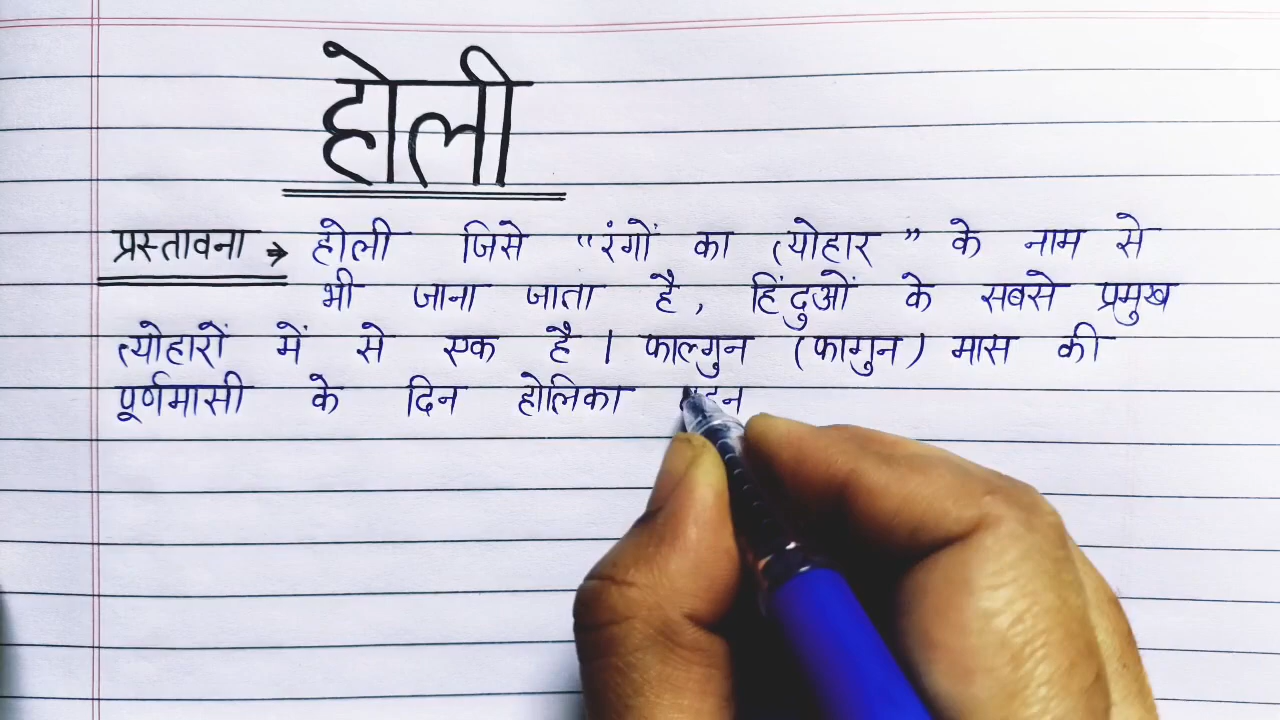 होली
प्रस्तावना → होली जिसे “रंगों का त्योहार” के नाम से
भी जाना जाता है, हिंदुओं के सबसे प्रमुख
त्योहारों में से एक है। फाल्गुन (फागुन) मास की
पूर्णमासी के दिन होलिका